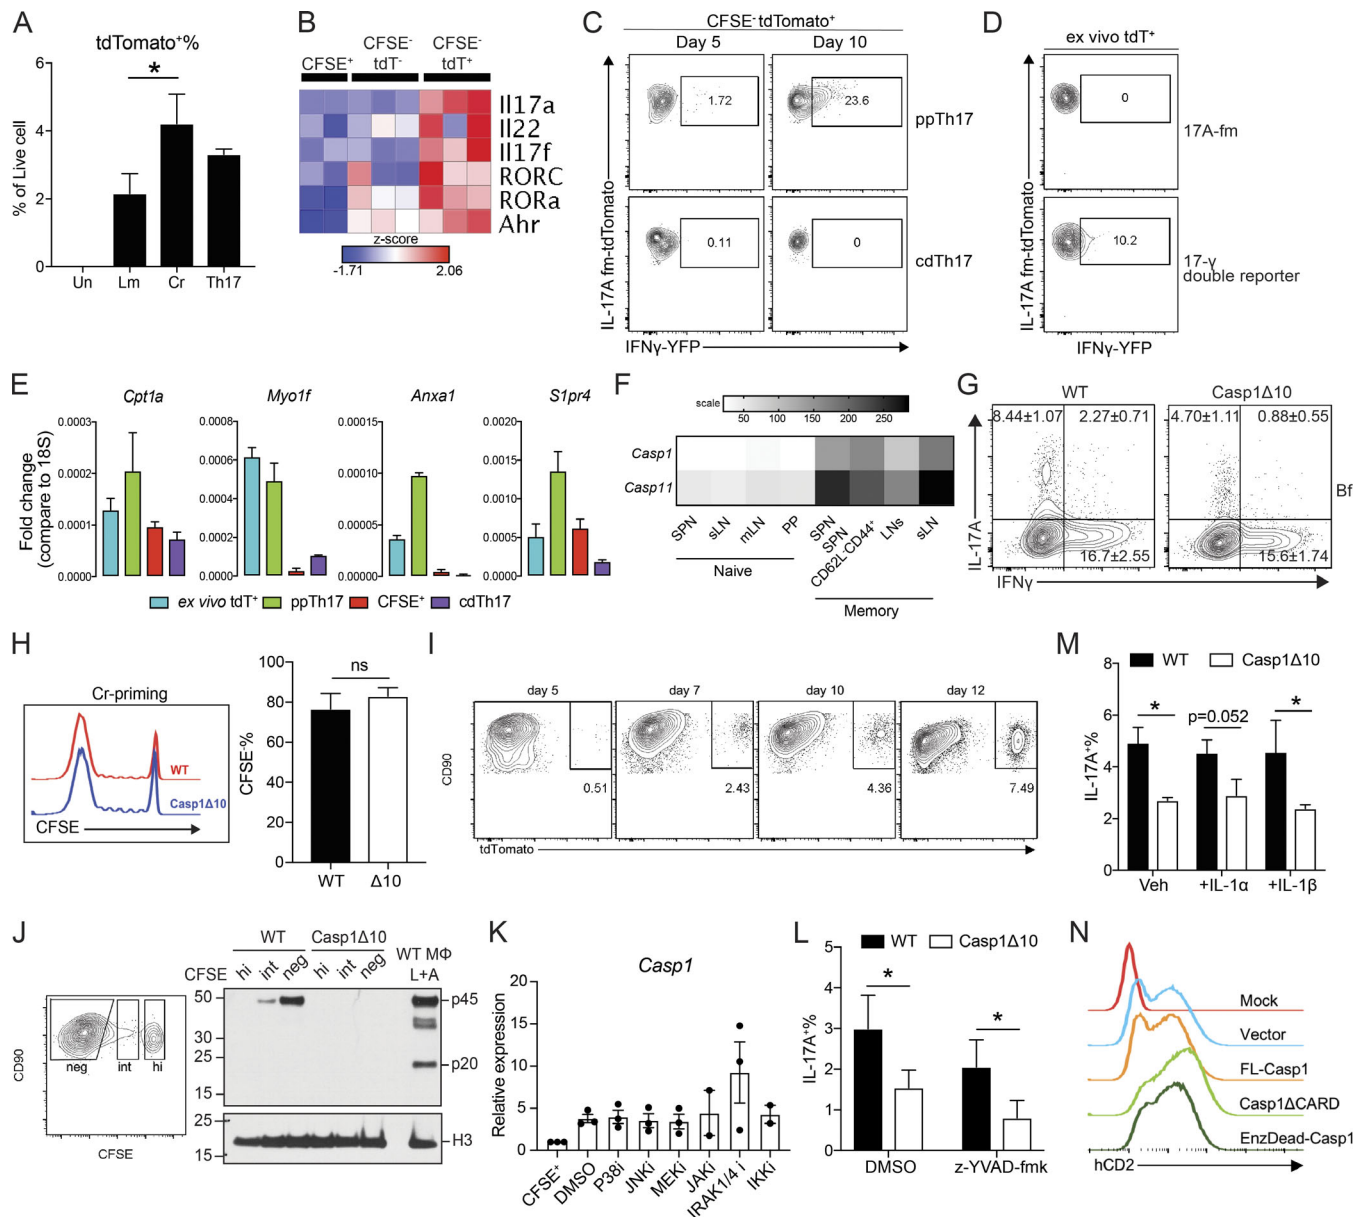 A
tdTomato⁺%
% of Live cell
6
4
2
0
*
Un Lm Cr Th17
B
CFSE⁺
CFSE⁻ tdT⁻
CFSE⁻ tdT⁺
Il17a
Il22
Il17f
RORC
RORa
Ahr
z-score
-1.71 2.06
C
CFSE⁻tdTomato⁺
Day 5 Day 10
1.72 23.6 ppTh17
0.11 0 cdTh17
IL-17A fm-tdTomato
IFNγ-YFP
D
ex vivo tdT⁺
0 17A-fm
10.2 17-γ
double reporter
IL-17A fm-tdTomato
IFNγ-YFP
E
Fold change
(compare to 18S)
Cpt1a
0.0003
0.0002
0.0001
0.0000
Myo1f
0.0008
0.0006
0.0004
0.0002
0.0000
Anxa1
0.00015
0.00010
0.00005
0.00000
S1pr4
0.0020
0.0015
0.0010
0.0005
0.0000
ex vivo tdT⁺ ppTh17 CFSE⁺ cdTh17
F
scale
50 150 250
Casp1
Casp11
SPN sLN mLN PP SPN SPN CD62L-CD44⁺ LNs sLN
Naive Memory
G
WT Casp1Δ10
8.44±1.07 2.27±0.71 4.70±1.11 0.88±0.55
16.7±2.55 15.6±1.74
Bf
IL-17A
IFNγ
H
Cr-priming
WT
Casp1Δ10
CFSE
CFSE-%
100
80
60
40
20
0
ns
WT Δ10
I
day 5 day 7 day 10 day 12
CD90
0.51 2.43 4.36 7.49
tdTomato
M
WT Casp1Δ10
IL-17A⁺%
8
6
4
2
0
* p=0.052 *
Veh +IL-1α +IL-1β
J
CD90
neg int hi
CFSE
WT Casp1Δ10 WT MΦ
CFSE hi int neg hi int neg L+A
50 p45
30
25 p20
15
25
H3
15
K
Casp1
Relative expression
20
15
10
5
0
CFSE⁺ DMSO P38i JNKi MEKi JAKi IRAK1/4 i IKKi
L
WT Casp1Δ10
IL-17A⁺%
5
4
3
2
1
0
* *
DMSO z-YVAD-fmk
N
Mock
Vector
FL-Casp1
Casp1ΔCARD
EnzDead-Casp1
hCD2